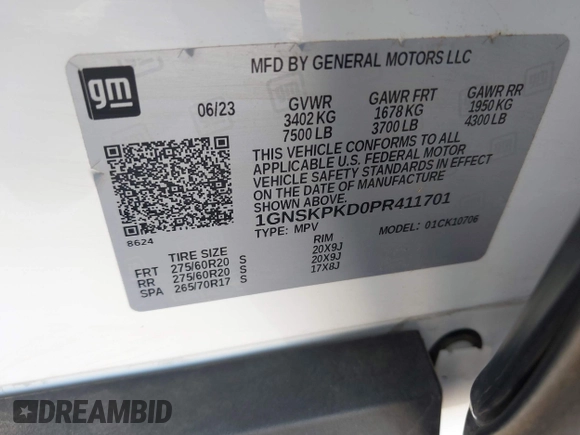 MFD BY GENERAL MOTORS LLC
gm
06/23 GVWR GAWR FRT GAWR RR
3402 KG 1678 KG 1950 KG
7500 LB 3700 LB 4300 LB
THIS VEHICLE CONFORMS TO ALL
APPLICABLE U.S. FEDERAL MOTOR
VEHICLE SAFETY STANDARDS IN EFFECT
ON THE DATE OF MANUFACTURE
SHOWN ABOVE.
1GNSKPKD0PR411701
8624
TYPE: MPV MODEL: 01CK10706
TIRE SIZE RIM
FRT 275/60R20 S 20X9J
RR 275/60R20 S 20X9J
SPA 265/70R17 S 17X8J
DREAMBID